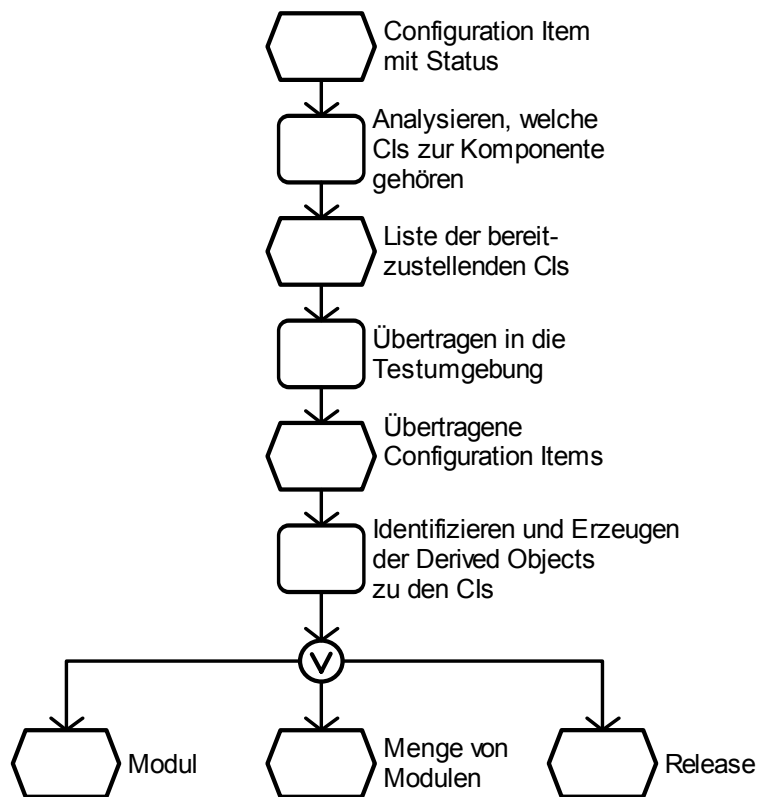 Configuration Item
mit Status
Analysieren, welche
CIs zur Komponente
gehören
Liste der bereit-
zustellenden CIs
Übertragen in die
Testumgebung
Übertragene
Configuration Items
Identifizieren und Erzeugen
der Derived Objects
zu den CIs
V
Modul
Menge von
Modulen
Release